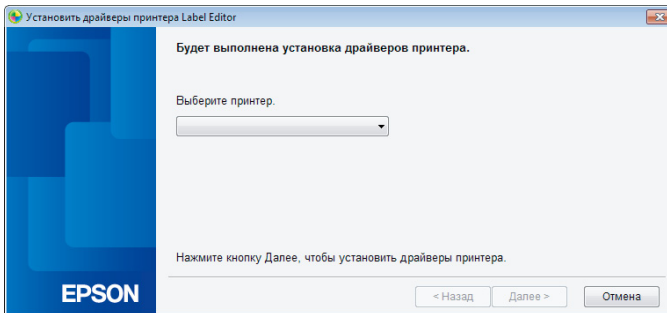 Установить драйверы принтера Label Editor
Будет выполнена установка драйверов принтера.
Выберите принтер.
Нажмите кнопку Далее, чтобы установить драйверы принтера.
EPSON
< Назад
Далее >
Отмена